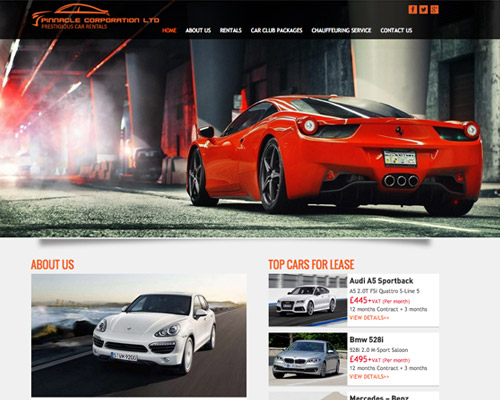 PINNACLE CORPORATION LTD
PRESTIGIOUS CAR RENTALS
HOME ABOUT US RENTALS CAR CLUB PACKAGES CHAUFFEURING SERVICE CONTACT US
ABOUT US
TOP CARS FOR LEASE
Audi A5 Sportback
A5 2.0T FSI Quattro S-Line 5
£445+VAT (Per month)
12 months Contract + 3 months
VIEW DETAILS>>
Bmw 528i
528i 2.0 M-Sport Saloon
£495+VAT (Per month)
12 months Contract + 3 months
VIEW DETAILS>>
Mercedes – Benz